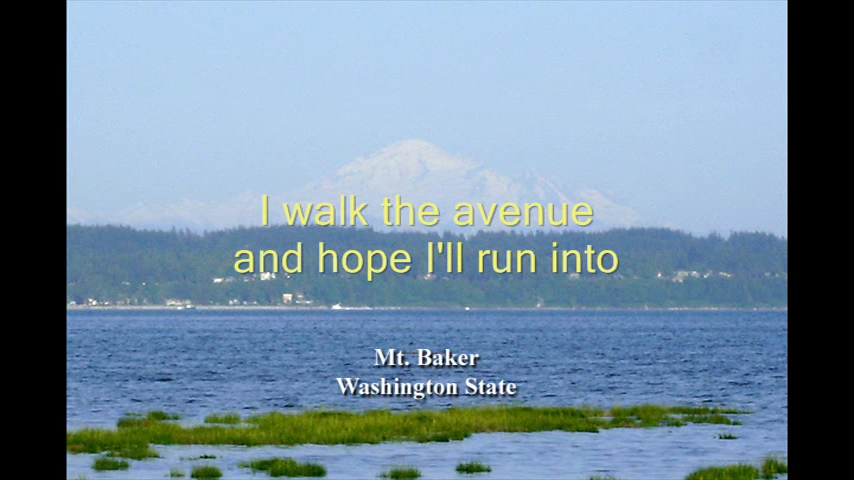 I walk the avenue
and hope I'll run into
Mt. Baker
Washington State